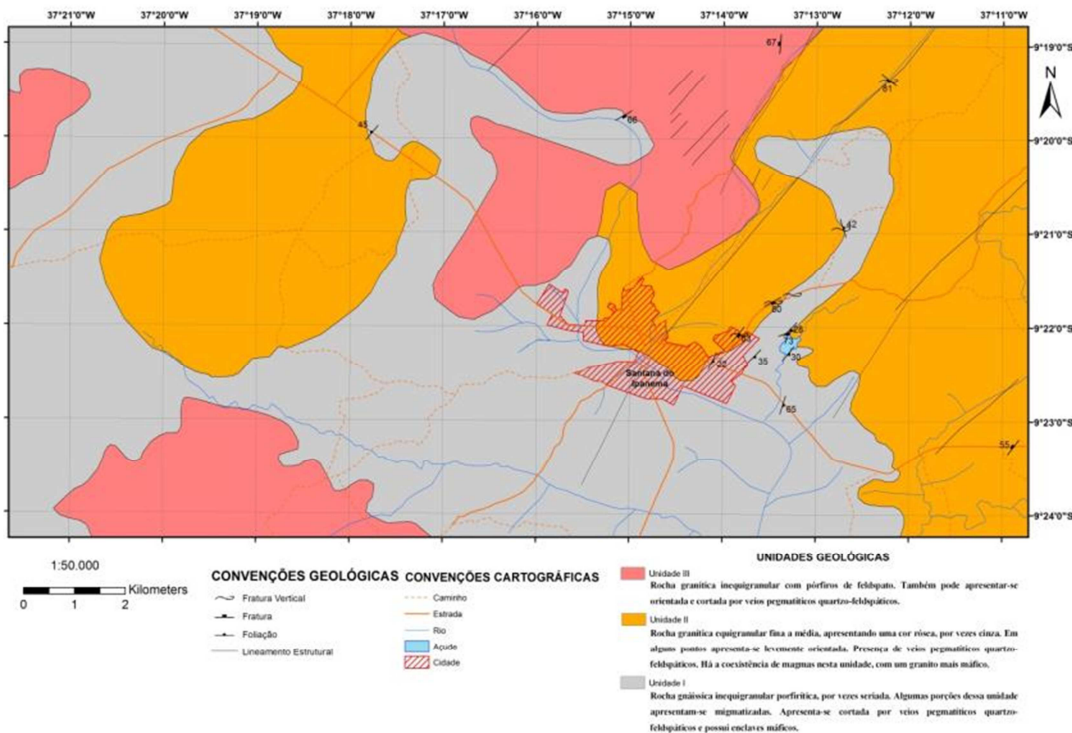 37°21'0"W 37°20'0"W 37°19'0"W 37°18'0"W 37°17'0"W 37°16'0"W 37°15'0"W 37°14'0"W 37°13'0"W 37°12'0"W 37°11'0"W
67
9°19'0"S
N
61
45
66
9°20'0"S
42
9°21'0"S
9°22'0"S
28
73
35
30
Santana do
Ipanema
65
9°23'0"S
55
9°24'0"S
1:50.000
Kilometers
0 1 2
CONVENÇÕES GEOLÓGICAS
Fratura Vertical
Fratura
Foliação
Lineamento Estrutural
CONVENÇÕES CARTOGRÁFICAS
Caminho
Estrada
Rio
Açude
Cidade
UNIDADES GEOLÓGICAS
Unidade III
Rocha granítica inequigranular com pórfiros de feldspato. Também pode apresentar-se
orientada e cortada por veios pegmatíticos quartzo-feldspáticos.
Unidade II
Rocha granítica equigranular fina a média, apresentando uma cor rósea, por vezes cinza. Em
alguns pontos apresenta-se levemente orientada. Presença de veios pegmatíticos quartzo-
feldspáticos. Há a coexistência de magmas nesta unidade, com um granito mais máfico.
Unidade I
Rocha gnáissica inequigranular porfirítica, por vezes seriada. Algumas porções dessa unidade
apresentam-se migmatizadas. Apresenta-se cortada por veios pegmatíticos quartzo-
feldspáticos e possui enclaves máficos.